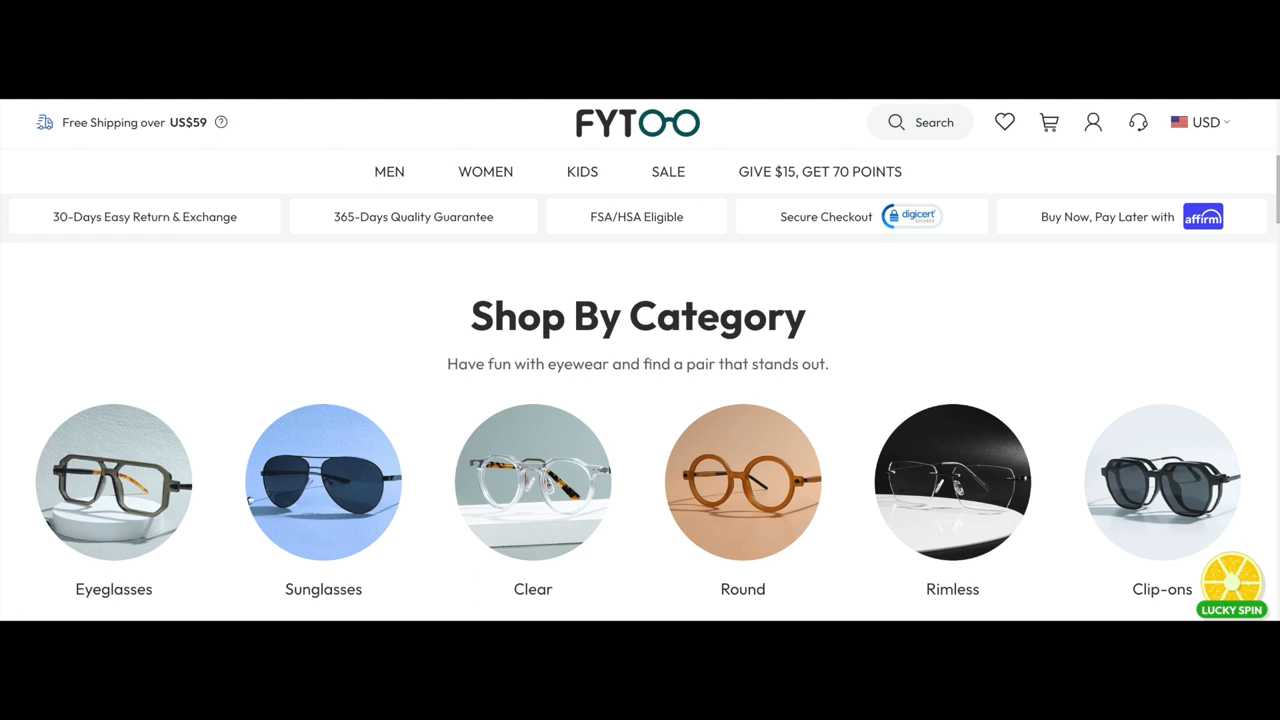 Free Shipping over US$59
FYTOO
Search
USD
MEN
WOMEN
KIDS
SALE
GIVE $15, GET 70 POINTS
30-Days Easy Return & Exchange
365-Days Quality Guarantee
FSA/HSA Eligible
Secure Checkout
digicert
Buy Now, Pay Later with
affirm
Shop By Category
Have fun with eyewear and find a pair that stands out.
Eyeglasses
Sunglasses
Clear
Round
Rimless
Clip-ons
LUCKY SPIN